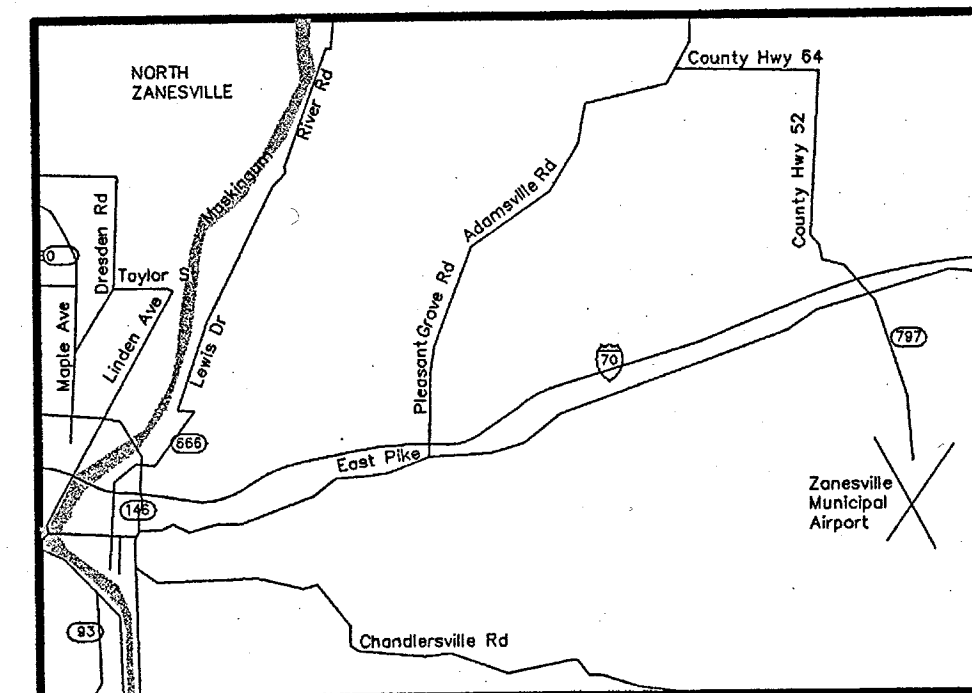 NORTH
ZANESVILLE
County Hwy 64
River Rd
Muskingum
County Hwy 52
Adamsville Rd
Dresden Rd
60
Taylor S
Pleasant Grove Rd
Linden Ave
Maple Ave
Lewis Dr
797
70
666
East Pike
Zanesville
Municipal
Airport
146
93
Chandlersville Rd